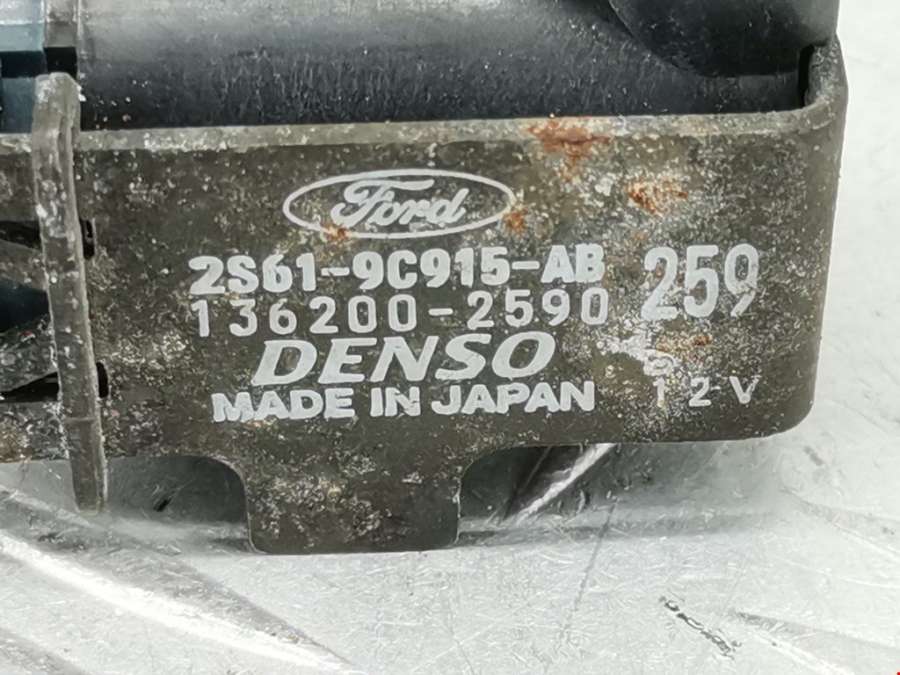 Ford
2S61-9C915-AB 259
136200-2590
DENSO
MADE IN JAPAN 12V